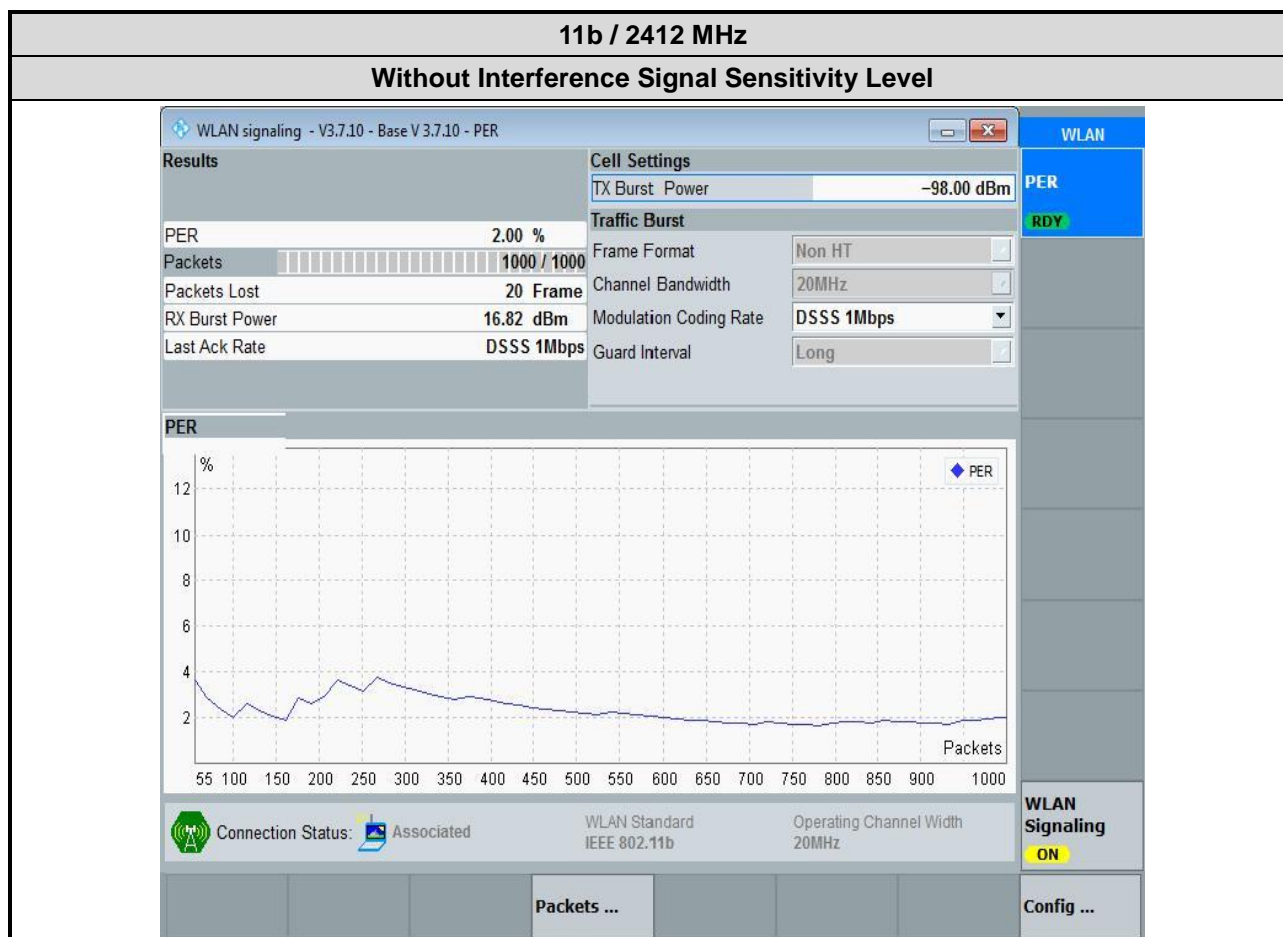 11b / 2412 MHz
Without Interference Signal Sensitivity Level
WLAN signaling - V3.7.10 - Base V 3.7.10 - PER
WLAN
Results
PER 2.00 %
Packets 1000 / 1000
Packets Lost 20 Frame
RX Burst Power 16.82 dBm
Last Ack Rate DSSS 1Mbps
Cell Settings
TX Burst Power -98.00 dBm
Traffic Burst
Frame Format Non HT
Channel Bandwidth 20MHz
Modulation Coding Rate DSSS 1Mbps
Guard Interval Long
PER
RDY
PER
%
PER
12
10
8
6
4
2
Packets
55 100 150 200 250 300 350 400 450 500 550 600 650 700 750 800 850 900 1000
Connection Status: Associated
WLAN Standard
IEEE 802.11b
Operating Channel Width
20MHz
WLAN
Signaling
ON
Packets ...
Config ...